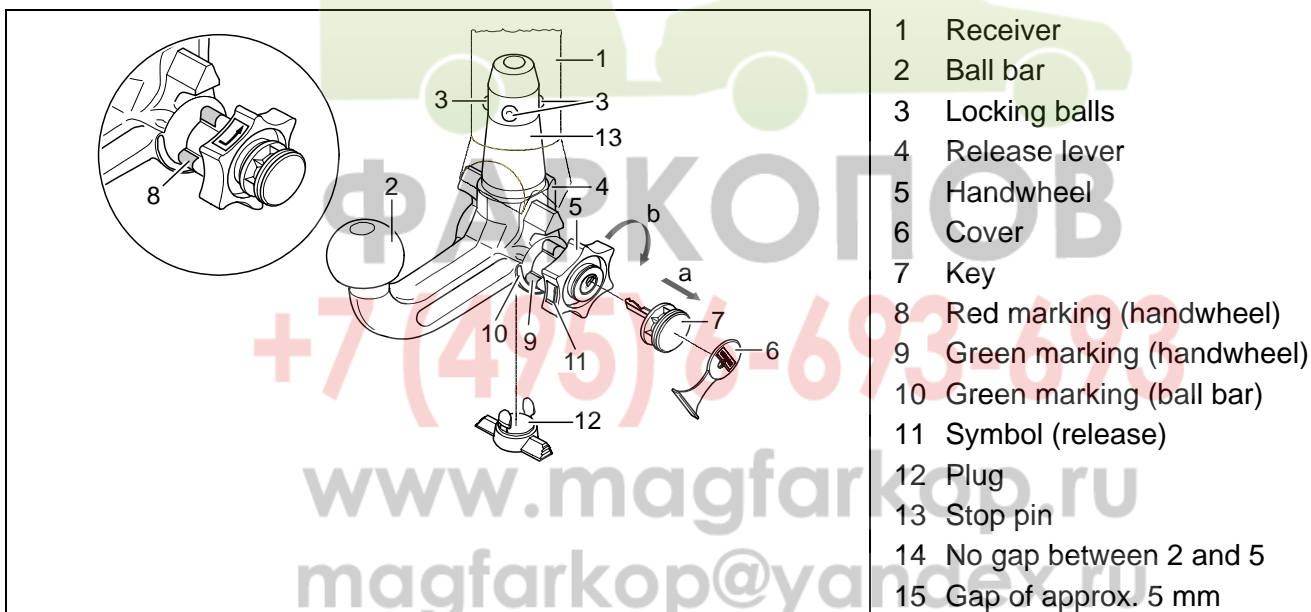 1 Receiver
2 Ball bar
3 Locking balls
4 Release lever
5 Handwheel
6 Cover
7 Key
8 Red marking (handwheel)
9 Green marking (handwheel)
10 Green marking (ball bar)
11 Symbol (release)
12 Plug
13 Stop pin
14 No gap between 2 and 5
15 Gap of approx. 5 mm
1
3
3
13
8
2
4
5
b
a
10
9
11
7
6
12
ФАРКОПОВ
+7(495)6-693-693
www.magfarkop.ru
magfarkop@yandex.ru